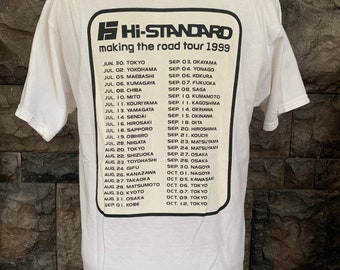 Hi-STANDARD
making the road tour 1999
JUN. 30. TOKYO
JUL. 02. YOKOHOMA
JUL. 05. MAEBASHI
JUL. 06. KUMAGAYA
JUL. 08. CHIBA
JUL. 10. MITO
JUL. 11. KOURIYAMA
JUL. 13. YAMAGATA
JUL. 14. SENDAI
JUL. 16. HIROSAKI
JUL. 18. SAPPORO
JUL. 19. OBIHIRO
JUL. 28. NIIGATA
AUG. 20. TOKYO
AUG. 22. SHIZUOKA
AUG. 23. TOYOHASHI
AUG. 24. GIFU
AUG. 26. KANAZAWA
AUG. 27. TAKAOKA
AUG. 28. MATSUMOTO
AUG. 30. KYOTO
AUG. 31. OSAKA
SEP. 01. KOBE
SEP. 03. OKAYAMA
SEP. 04. YONAGO
SEP. 06. KOKURA
SEP. 07. FUKUOKA
SEP. 08. SAGA
SEP. 10. KUMAMOTO
SEP. 11. KAGOSHIMA
SEP. 14. OKINAWA
SEP. 15. OKINAWA
SEP. 18. OITA
SEP. 20. HIROSHIMA
SEP. 21. KOUCHI
SEP. 23. MATSUYAMA
SEP. 24. MATSUYAMA
SEP. 27. OSAKA
SEP. 28. OSAKA
SEP. 30. NAGOYA
OCT. 01. NAGOYA
OCT. 05. KAWASAKI
OCT. 06. TOKYO
OCT. 07. TOKYO
OCT. 09. TOKYO
OCT. 12. TOKYO